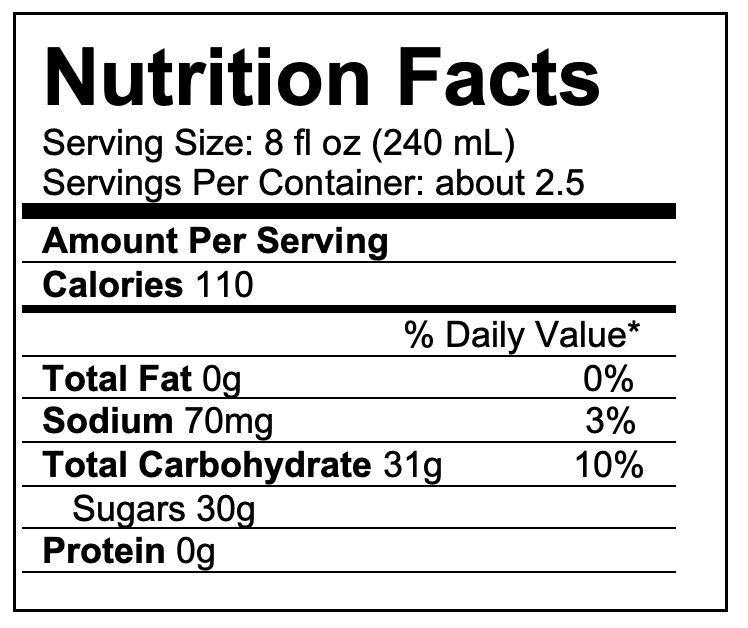 Nutrition Facts
Serving Size: 8 fl oz (240 mL)
Servings Per Container: about 2.5
Amount Per Serving
Calories 110
% Daily Value*
Total Fat 0g 0%
Sodium 70mg 3%
Total Carbohydrate 31g 10%
Sugars 30g
Protein 0g